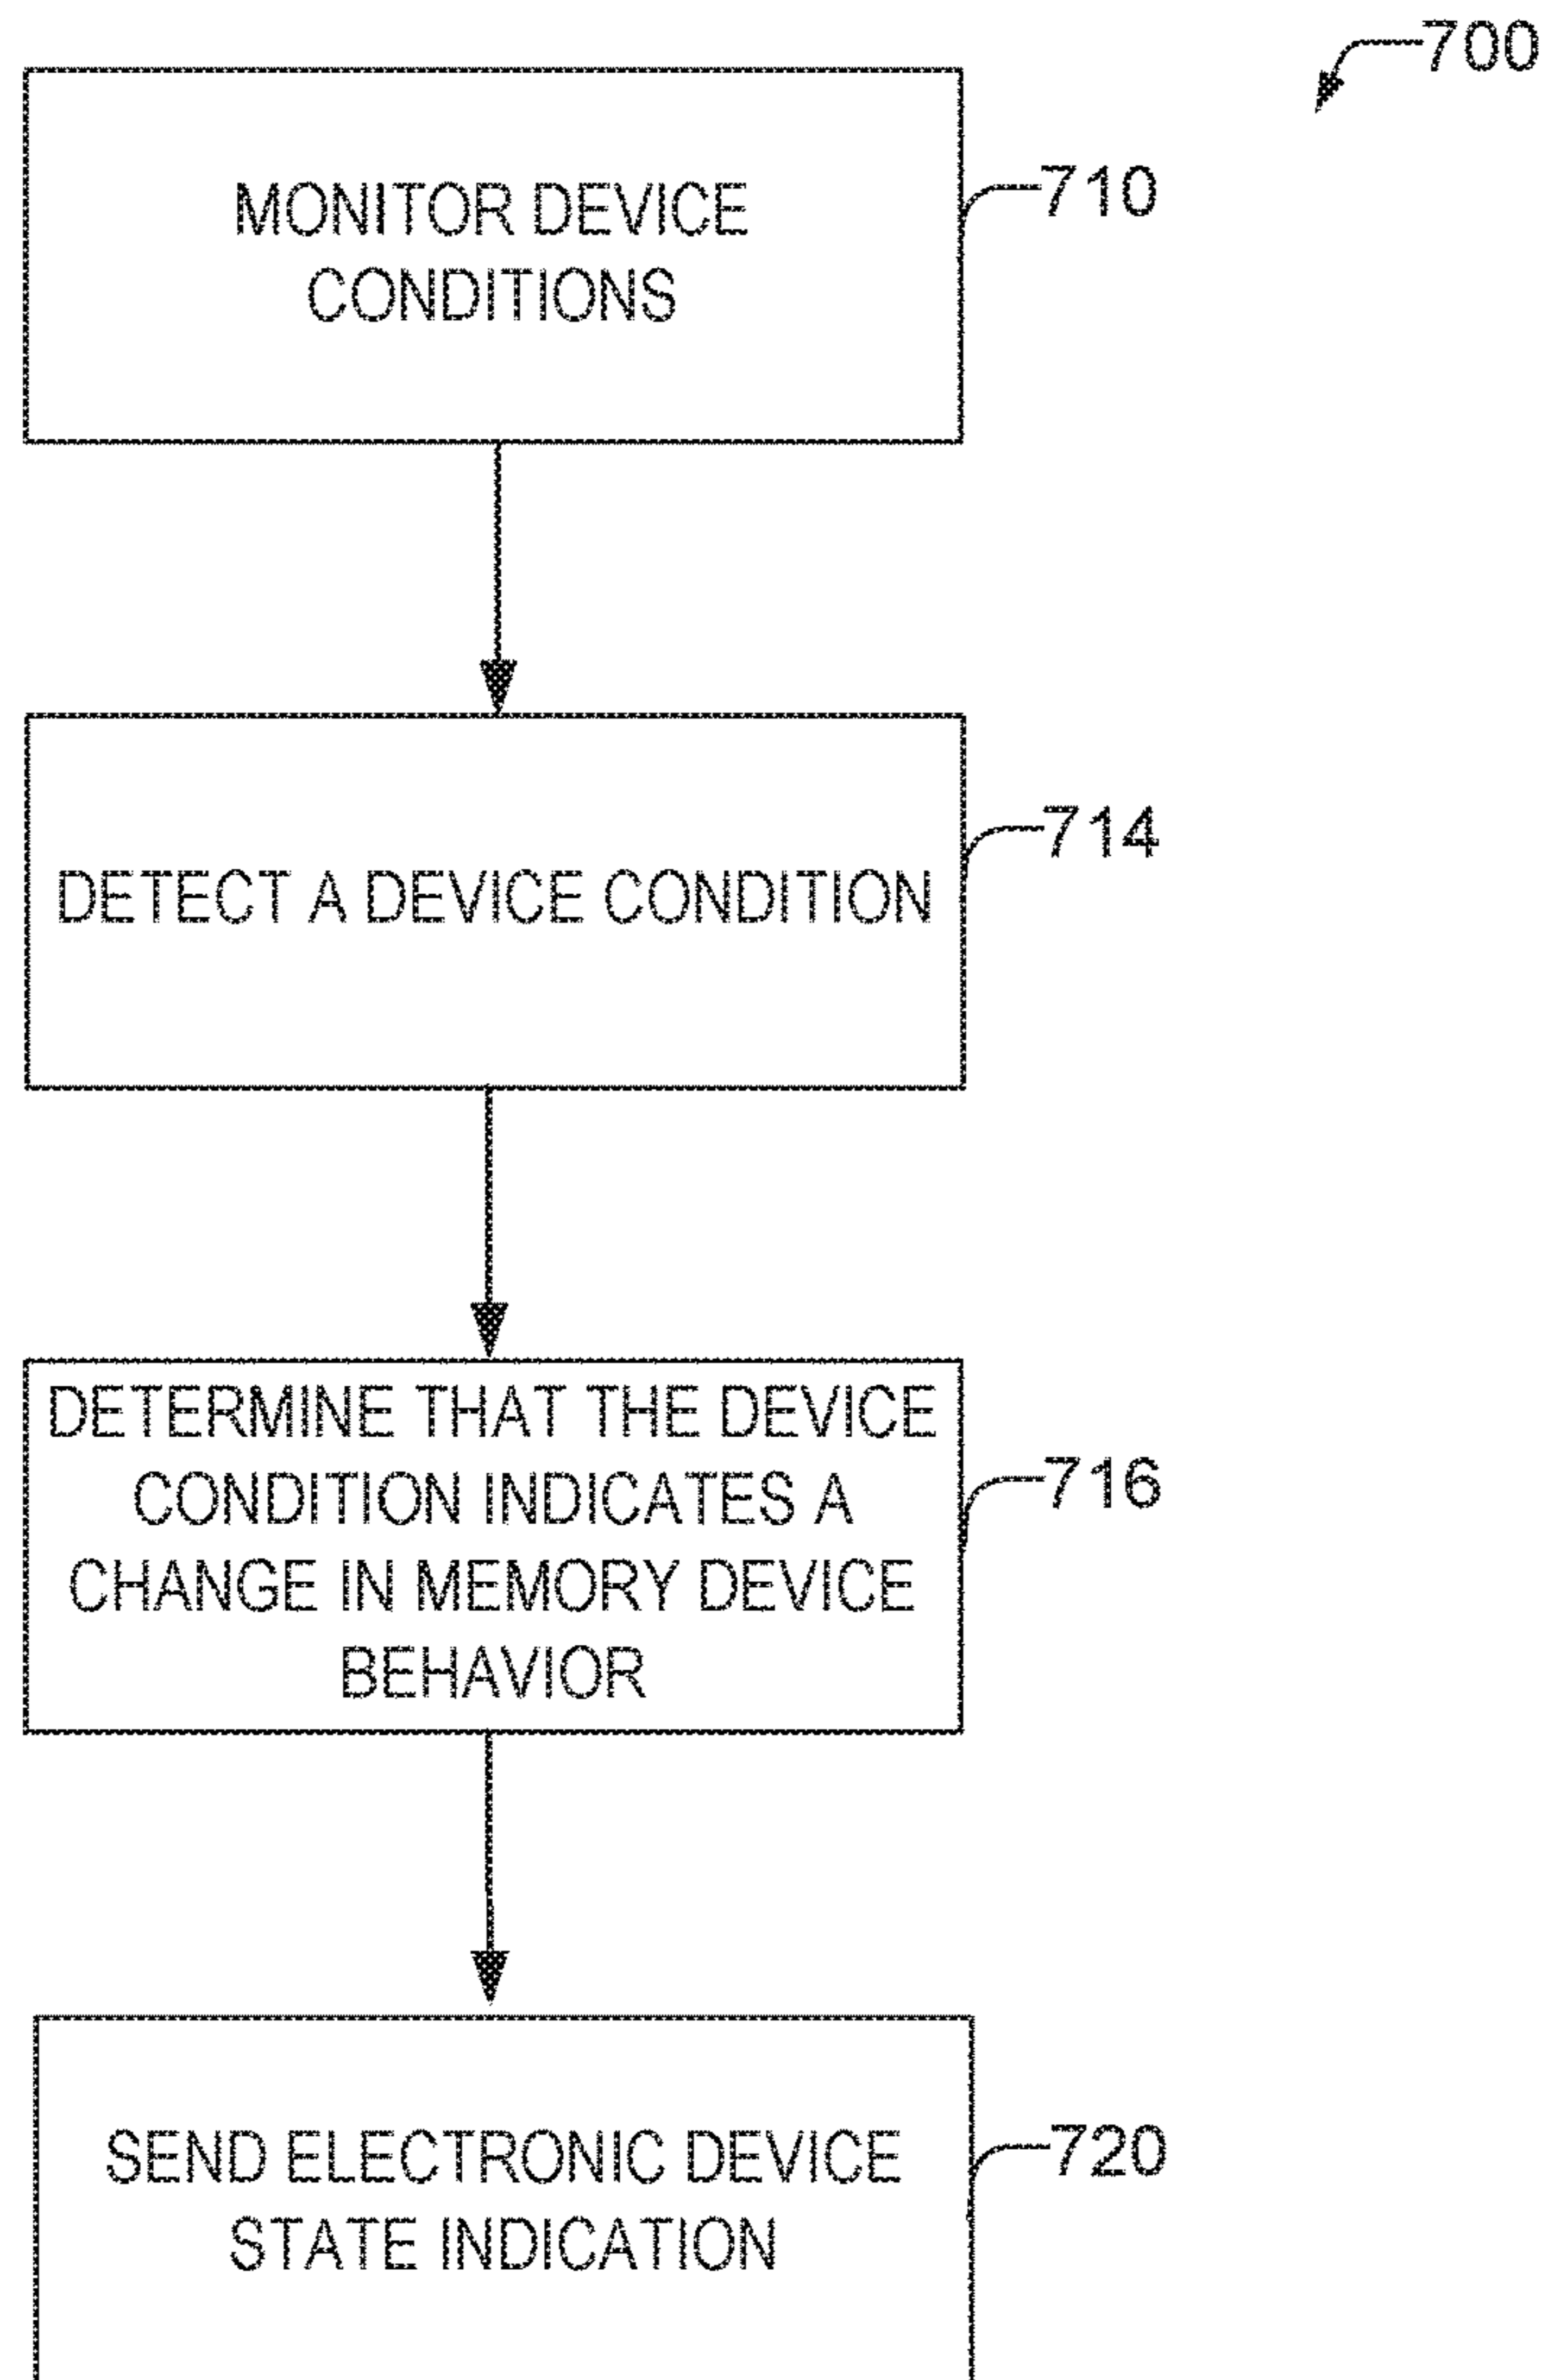 700
MONITOR DEVICE
CONDITIONS
710
DETECT A DEVICE CONDITION
714
DETERMINE THAT THE DEVICE
CONDITION INDICATES A
CHANGE IN MEMORY DEVICE
BEHAVIOR
716
SEND ELECTRONIC DEVICE
STATE INDICATION
720